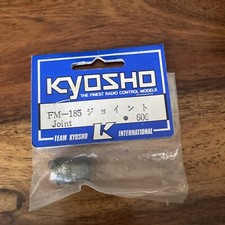 KYOSHO
THE FINEST RADIO CONTROL MODELS
FM-185 ジョイント
Joint • 600
K
TEAM KYOSHO INTERNATIONAL